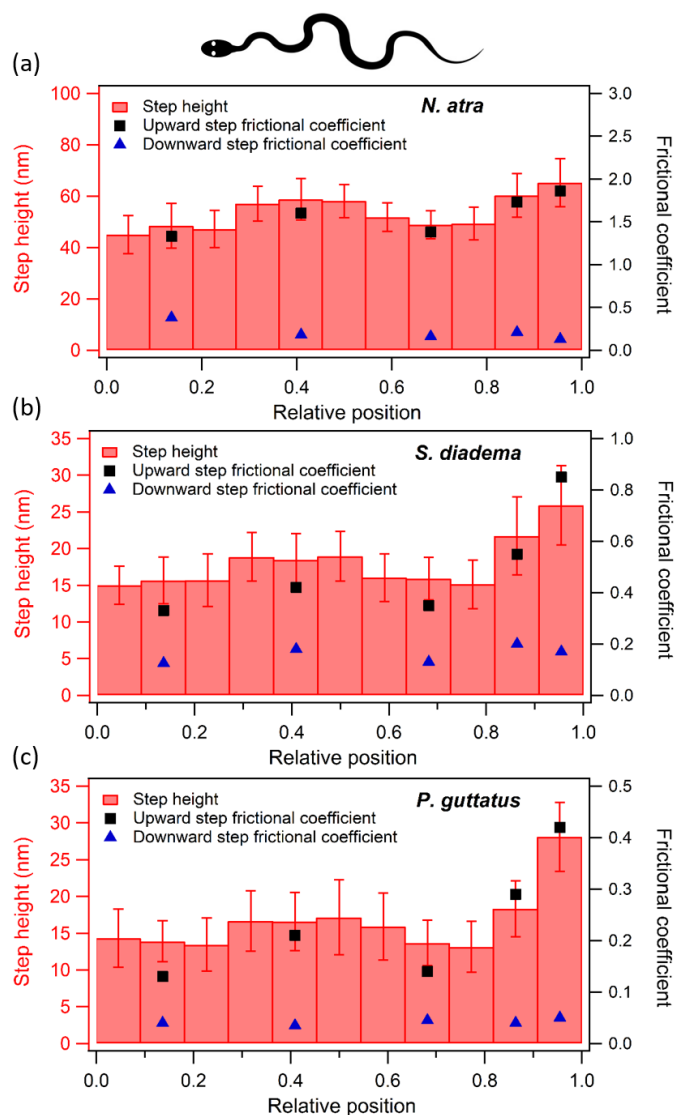 (a)
N. atra
Step height
Upward step frictional coefficient
Downward step frictional coefficient
Step height (nm)
100
80
60
40
20
0
Frictional coefficient
3.0
2.5
2.0
1.5
1.0
0.5
0.0
0.0 0.2 0.4 0.6 0.8 1.0
Relative position
(b)
S. diadema
Step height
Upward step frictional coefficient
Downward step frictional coefficient
Step height (nm)
35
30
25
20
15
10
5
0
Frictional coefficient
1.0
0.8
0.6
0.4
0.2
0.0
0.0 0.2 0.4 0.6 0.8 1.0
Relative position
(c)
P. guttatus
Step height
Upward step frictional coefficient
Downward step frictional coefficient
Step height (nm)
35
30
25
20
15
10
5
0
Frictional coefficient
0.5
0.4
0.3
0.2
0.1
0.0
0.0 0.2 0.4 0.6 0.8 1.0
Relative position